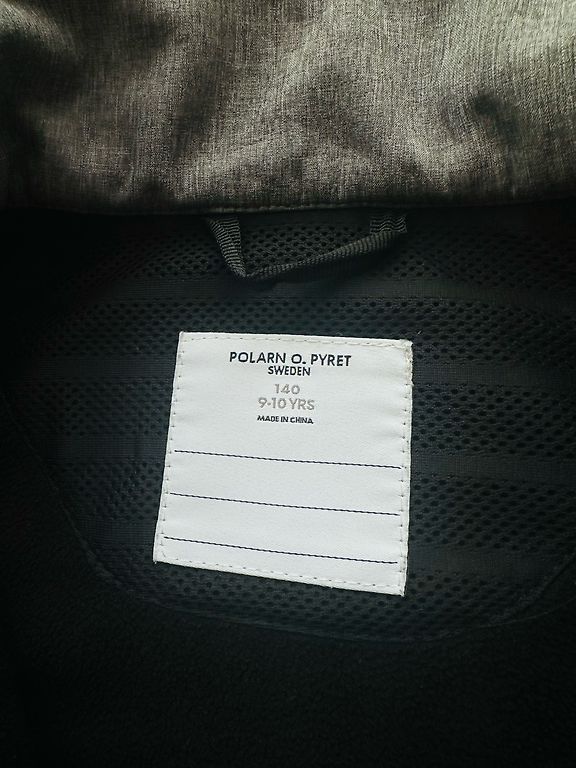 POLARN O. PYRET
SWEDEN
140
9-10 YRS
MADE IN CHINA